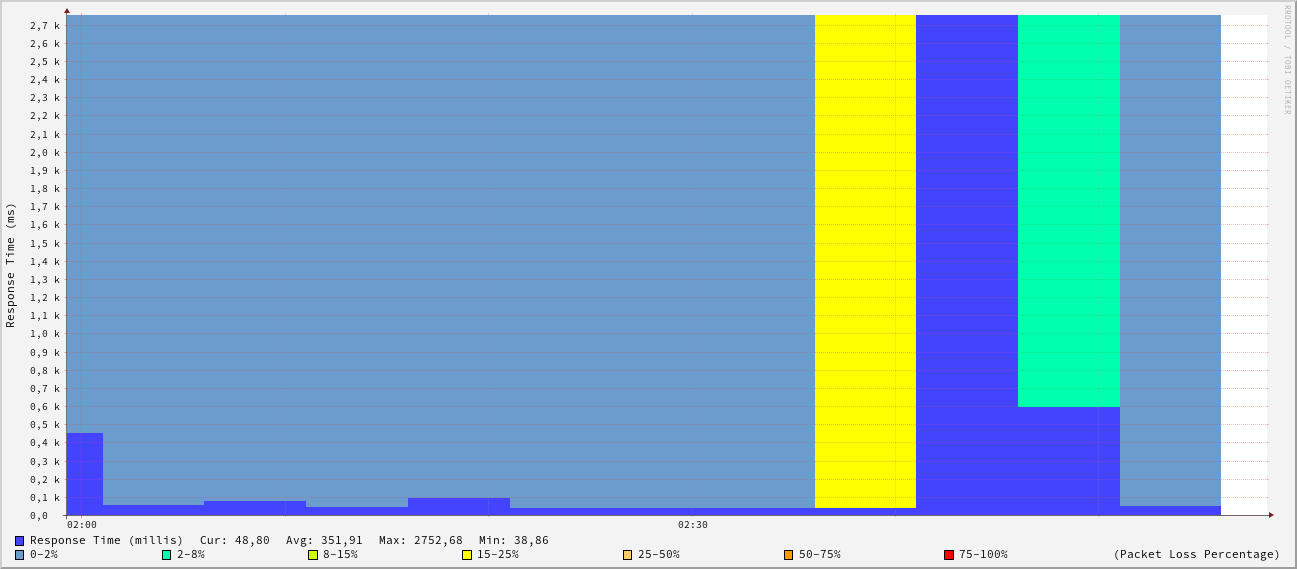 RRDTOOL / TOBI OETIKER
Response Time (ms)
2,7 k
2,6 k
2,5 k
2,4 k
2,3 k
2,2 k
2,1 k
2,0 k
1,9 k
1,8 k
1,7 k
1,6 k
1,5 k
1,4 k
1,3 k
1,2 k
1,1 k
1,0 k
0,9 k
0,8 k
0,7 k
0,6 k
0,5 k
0,4 k
0,3 k
0,2 k
0,1 k
0,0
02:00 02:30
Response Time (millis) Cur: 48,80 Avg: 351,91 Max: 2752,68 Min: 38,86
0-2% 2-8% 8-15% 15-25% 25-50% 50-75% 75-100% (Packet Loss Percentage)